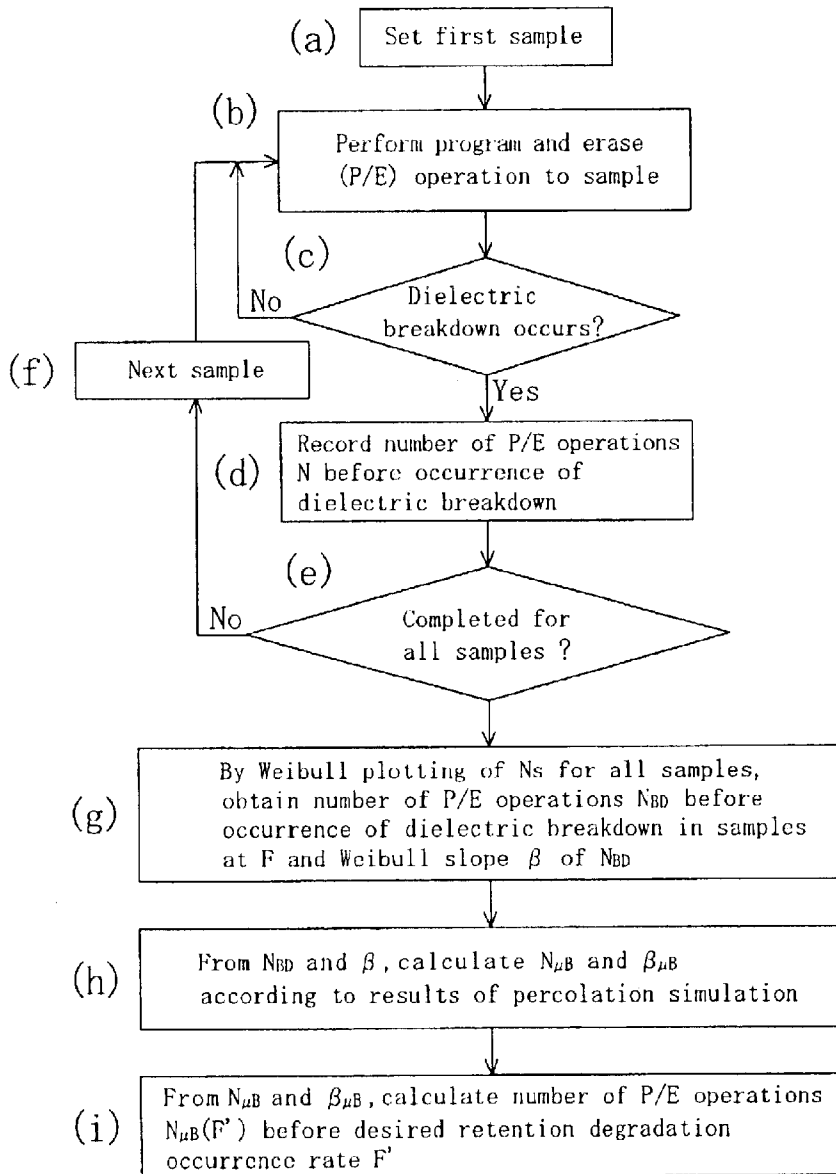 (a)
Set first sample
(b)
Perform program and erase
(P/E) operation to sample
(c)
No
Dielectric
breakdown occurs?
(f)
Next sample
Yes
(d)
Record number of P/E operations
N before occurrence of
dielectric breakdown
(e)
No
Completed for
all samples ?
(g)
By Weibull plotting of Ns for all samples,
obtain number of P/E operations NBD before
occurrence of dielectric breakdown in samples
at F and Weibull slope β of NBD
(h)
From NBD and β, calculate NμB and βμB
according to results of percolation simulation
(i)
From NμB and βμB, calculate number of P/E operations
NμB(F') before desired retention degradation
occurrence rate F'